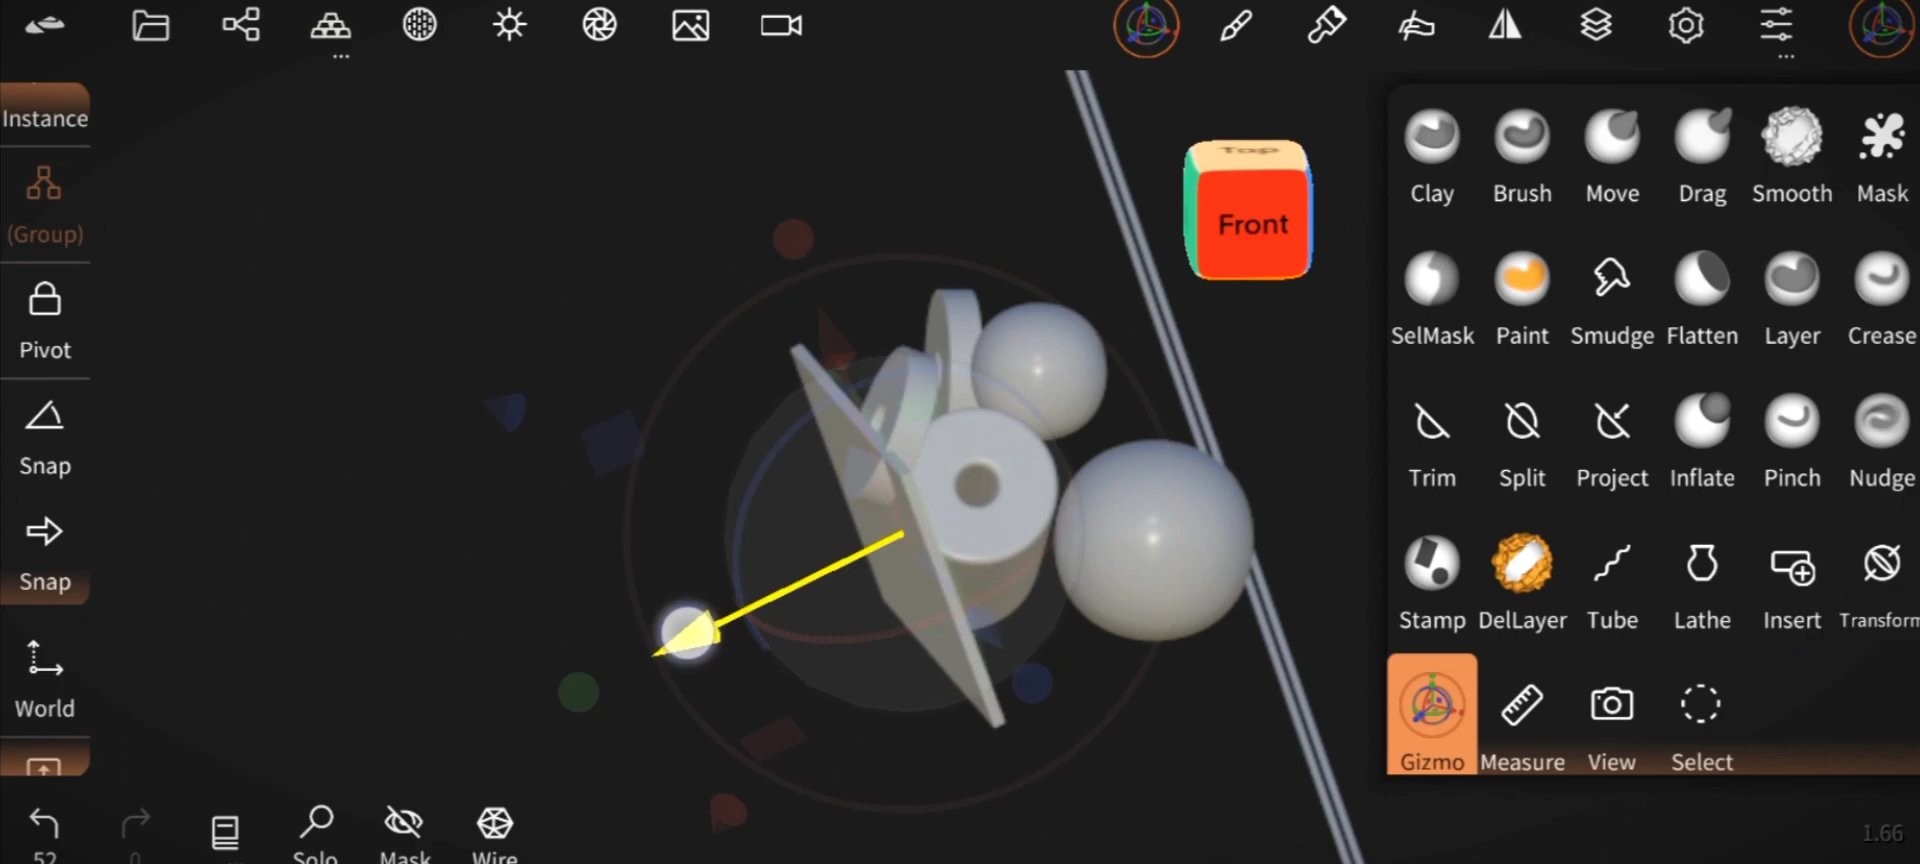 Instance
(Group)
Pivot
Snap
Snap
World
52
0
Solo
Mask
Wire
Top
Front
Clay Brush Move Drag Smooth Mask
SelMask Paint Smudge Flatten Layer Crease
Trim Split Project Inflate Pinch Nudge
Stamp DelLayer Tube Lathe Insert Transform
Gizmo Measure View Select
1.66